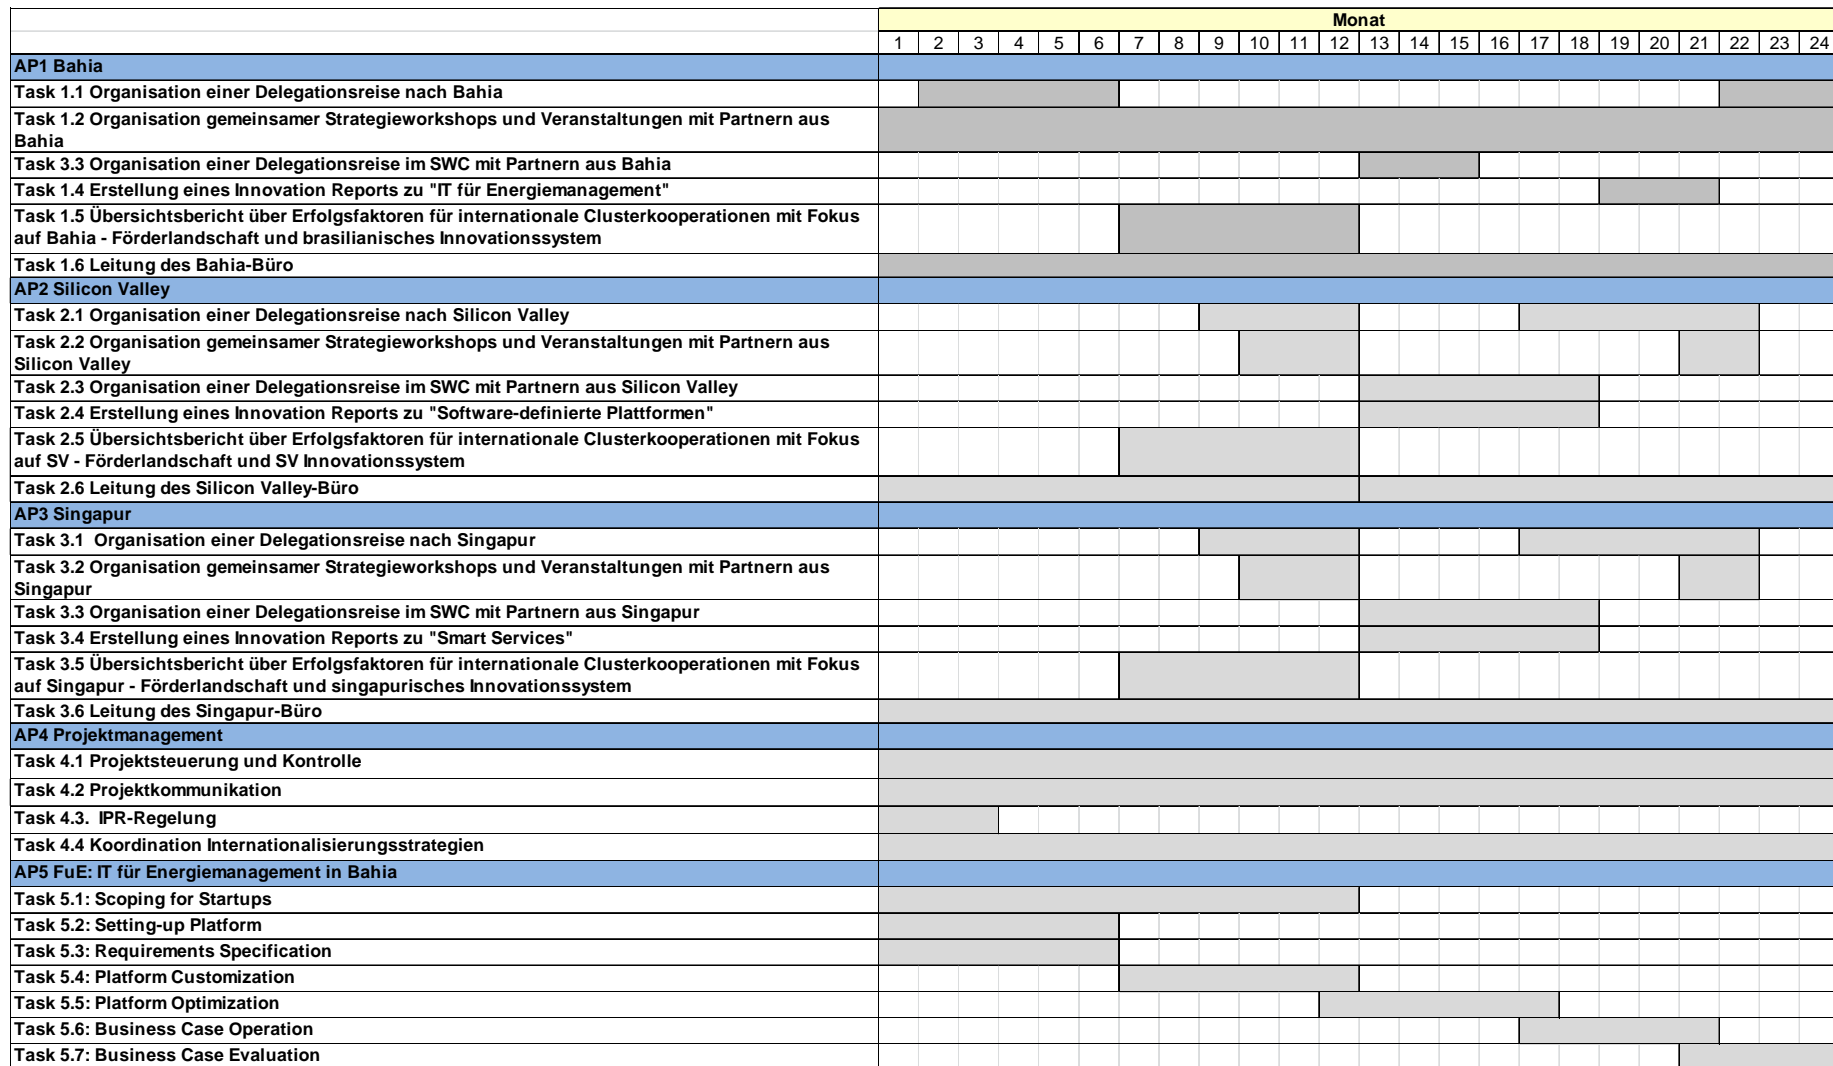 Monat
1 2 3 4 5 6 7 8 9 10 11 12 13 14 15 16 17 18 19 20 21 22 23 24
AP1 Bahia
Task 1.1 Organisation einer Delegationsreise nach Bahia
Task 1.2 Organisation gemeinsamer Strategieworkshops und Veranstaltungen mit Partnern aus
Bahia
Task 3.3 Organisation einer Delegationsreise im SWC mit Partnern aus Bahia
Task 1.4 Erstellung eines Innovation Reports zu "IT für Energiemanagement"
Task 1.5 Übersichtsbericht über Erfolgsfaktoren für internationale Clusterkooperationen mit Fokus
auf Bahia - Förderlandschaft und brasilianisches Innovationssystem
Task 1.6 Leitung des Bahia-Büro
AP2 Silicon Valley
Task 2.1 Organisation einer Delegationsreise nach Silicon Valley
Task 2.2 Organisation gemeinsamer Strategieworkshops und Veranstaltungen mit Partnern aus
Silicon Valley
Task 2.3 Organisation einer Delegationsreise im SWC mit Partnern aus Silicon Valley
Task 2.4 Erstellung eines Innovation Reports zu "Software-definierte Plattformen"
Task 2.5 Übersichtsbericht über Erfolgsfaktoren für internationale Clusterkooperationen mit Fokus
auf SV - Förderlandschaft und SV Innovationssystem
Task 2.6 Leitung des Silicon Valley-Büro
AP3 Singapur
Task 3.1 Organisation einer Delegationsreise nach Singapur
Task 3.2 Organisation gemeinsamer Strategieworkshops und Veranstaltungen mit Partnern aus
Singapur
Task 3.3 Organisation einer Delegationsreise im SWC mit Partnern aus Singapur
Task 3.4 Erstellung eines Innovation Reports zu "Smart Services"
Task 3.5 Übersichtsbericht über Erfolgsfaktoren für internationale Clusterkooperationen mit Fokus
auf Singapur - Förderlandschaft und singapurisches Innovationssystem
Task 3.6 Leitung des Singapur-Büro
AP4 Projektmanagement
Task 4.1 Projektsteuerung und Kontrolle
Task 4.2 Projektkommunikation
Task 4.3. IPR-Regelung
Task 4.4 Koordination Internationalisierungsstrategien
AP5 FuE: IT für Energiemanagement in Bahia
Task 5.1: Scoping for Startups
Task 5.2: Setting-up Platform
Task 5.3: Requirements Specification
Task 5.4: Platform Customization
Task 5.5: Platform Optimization
Task 5.6: Business Case Operation
Task 5.7: Business Case Evaluation